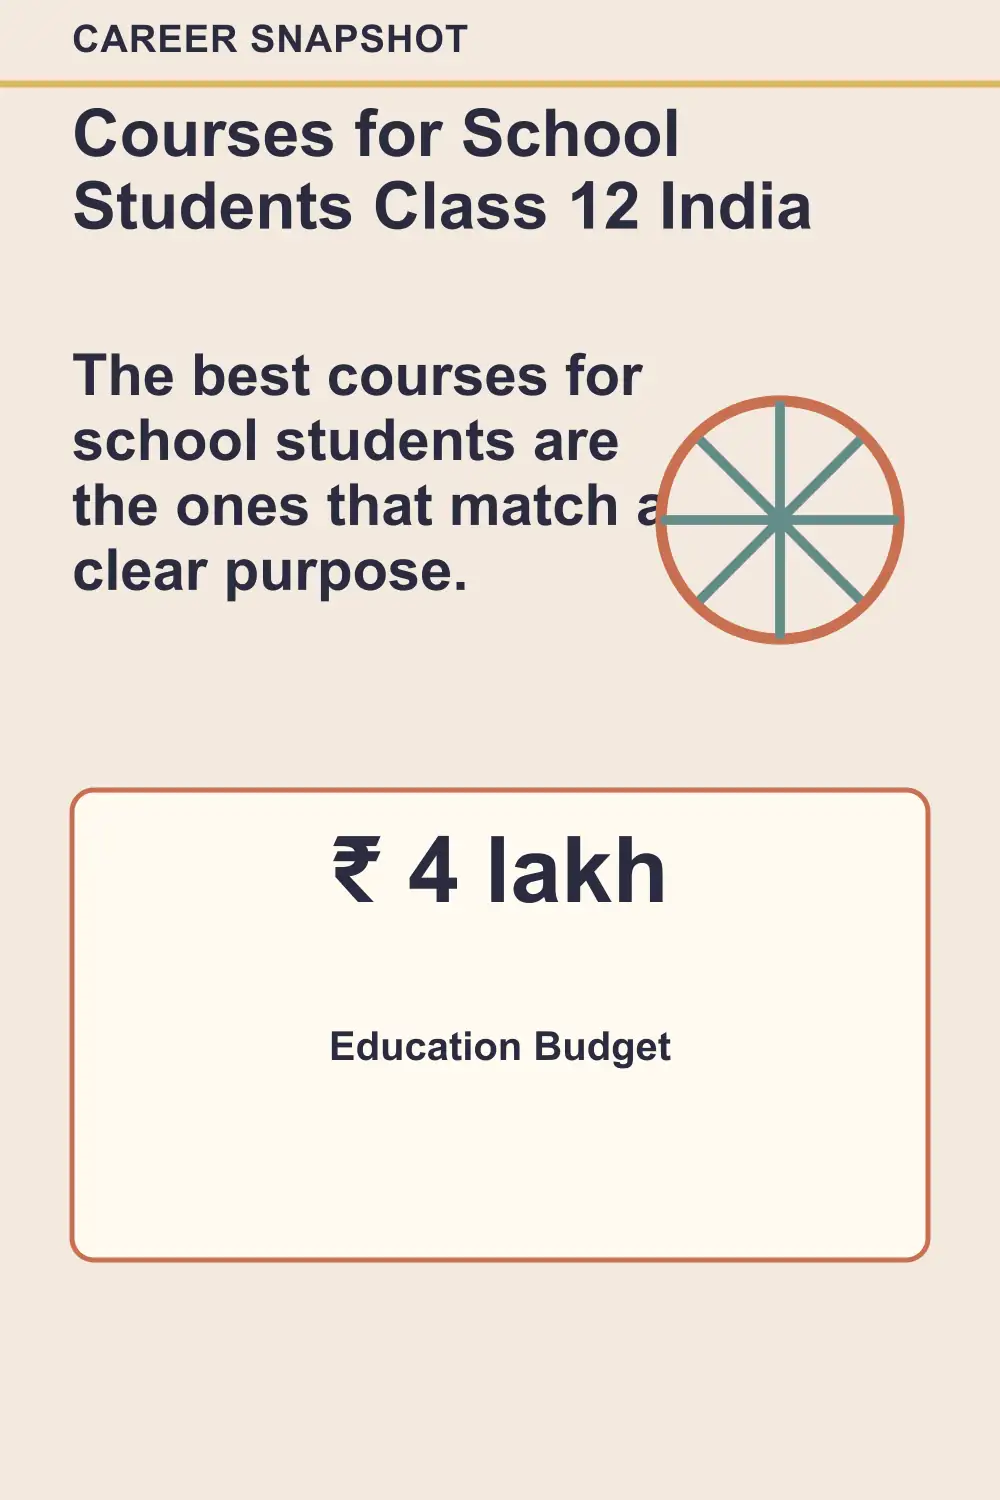 CAREER SNAPSHOT
Courses for School
Students Class 12 India
The best courses for
school students are
the ones that match a
clear purpose.
₹ 4 lakh
Education Budget